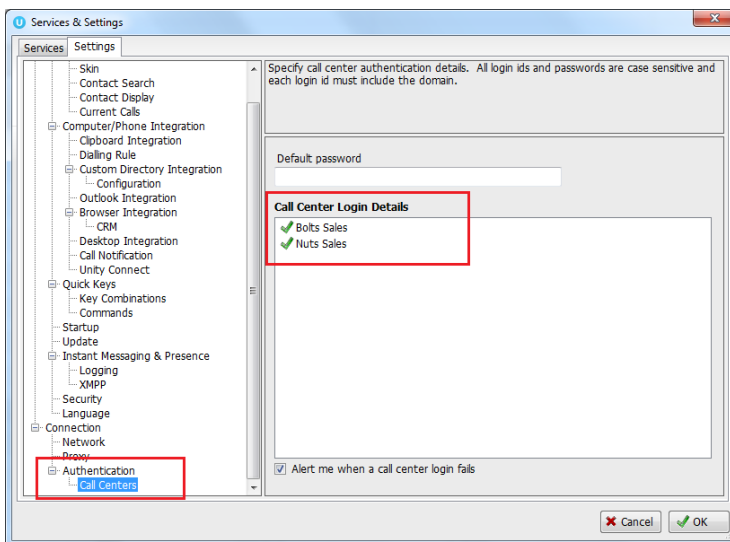 Services & Settings
Services
Settings
Skin
Contact Search
Contact Display
Current Calls
Computer/Phone Integration
Clipboard Integration
Dialling Rule
Custom Directory Integration
Configuration
Outlook Integration
Browser Integration
CRM
Desktop Integration
Call Notification
Unity Connect
Quick Keys
Key Combinations
Commands
Startup
Update
Instant Messaging & Presence
Logging
XMPP
Security
Language
Connection
Network
Proxy
Authentication
Call Centers
Specify call center authentication details. All login ids and passwords are case sensitive and
each login id must include the domain.
Default password
Call Center Login Details
Bolts Sales
Nuts Sales
Alert me when a call center login fails
Cancel
OK